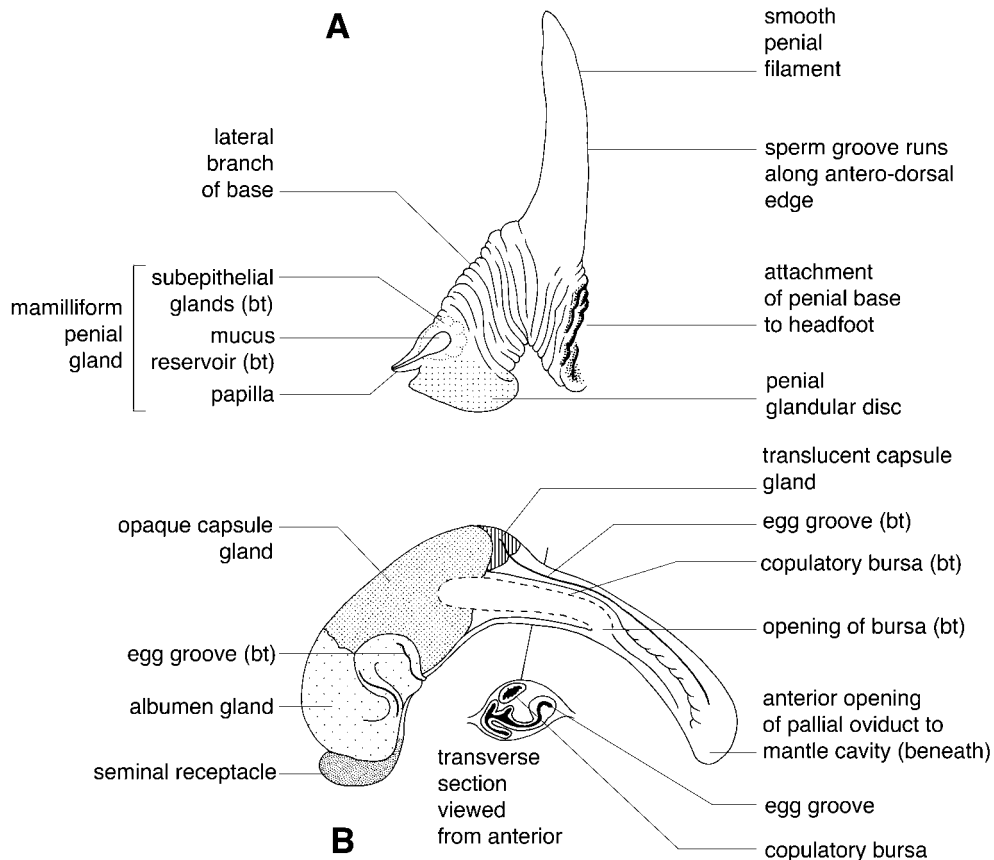 A
smooth
penial
filament
lateral
branch
of base
sperm groove runs
along antero-dorsal
edge
mamilliform
penial
gland
subepithelial
glands (bt)
mucus
reservoir (bt)
papilla
attachment
of penial base
to headfoot
penial
glandular disc
translucent capsule
gland
opaque capsule
gland
egg groove (bt)
copulatory bursa (bt)
opening of bursa (bt)
egg groove (bt)
albumen gland
seminal receptacle
anterior opening
of pallial oviduct to
mantle cavity (beneath)
transverse
section
viewed
from anterior
egg groove
copulatory bursa
B